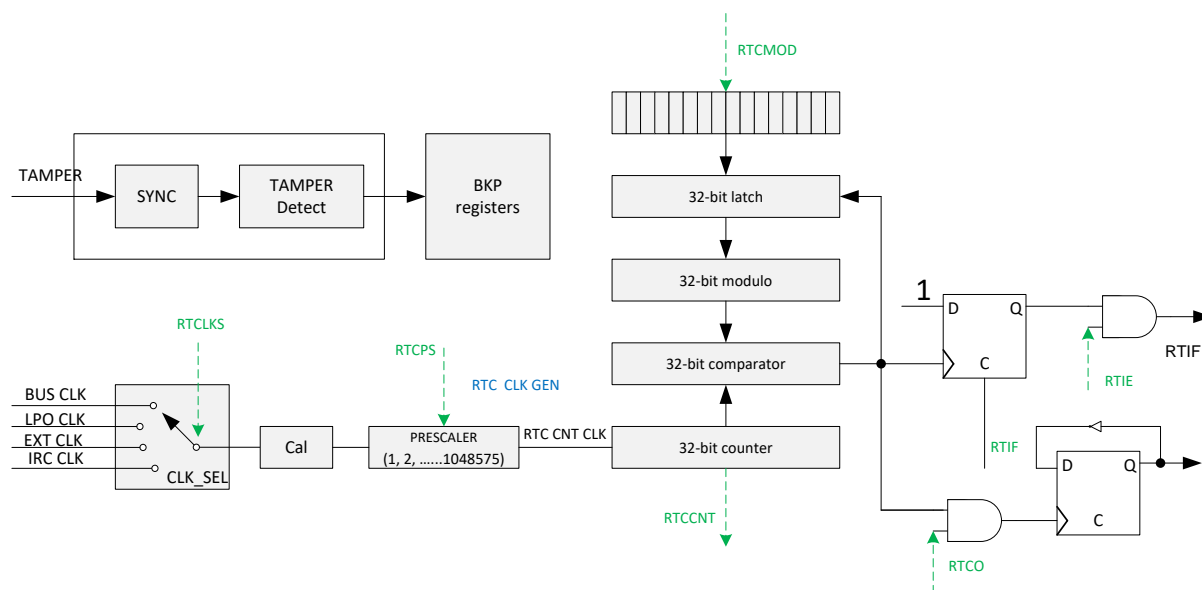 RTCMOD
TAMPER
SYNC
TAMPER
Detect
BKP
registers
32-bit latch
32-bit modulo
32-bit comparator
32-bit counter
RTCCNT
RTCLKS
RTCPS
RTC CLK GEN
BUS CLK
LPO CLK
EXT CLK
IRC CLK
CLK_SEL
Cal
PRESCALER
(1, 2, ......1048575)
RTC CNT CLK
1
D
Q
C
RTIF
RTIE
RTIF
D
Q
C
RTCO